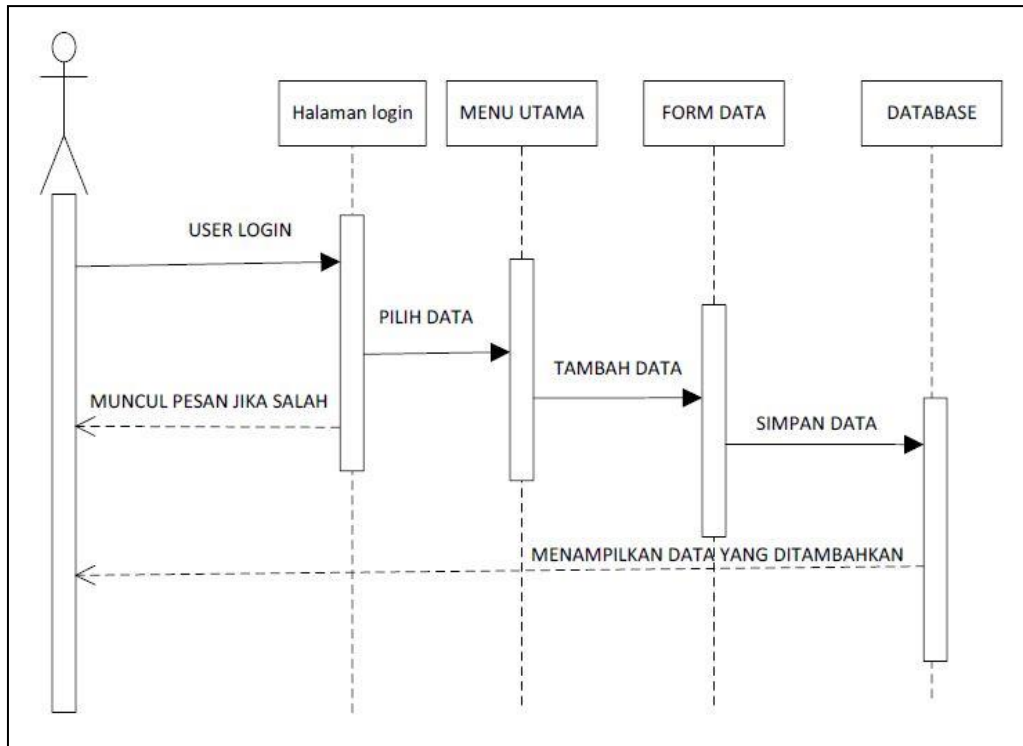 Halaman login
MENU UTAMA
FORM DATA
DATABASE
USER LOGIN
PILIH DATA
TAMBAH DATA
MUNCUL PESAN JIKA SALAH
SIMPAN DATA
MENAMPILKAN DATA YANG DITAMBAHKAN